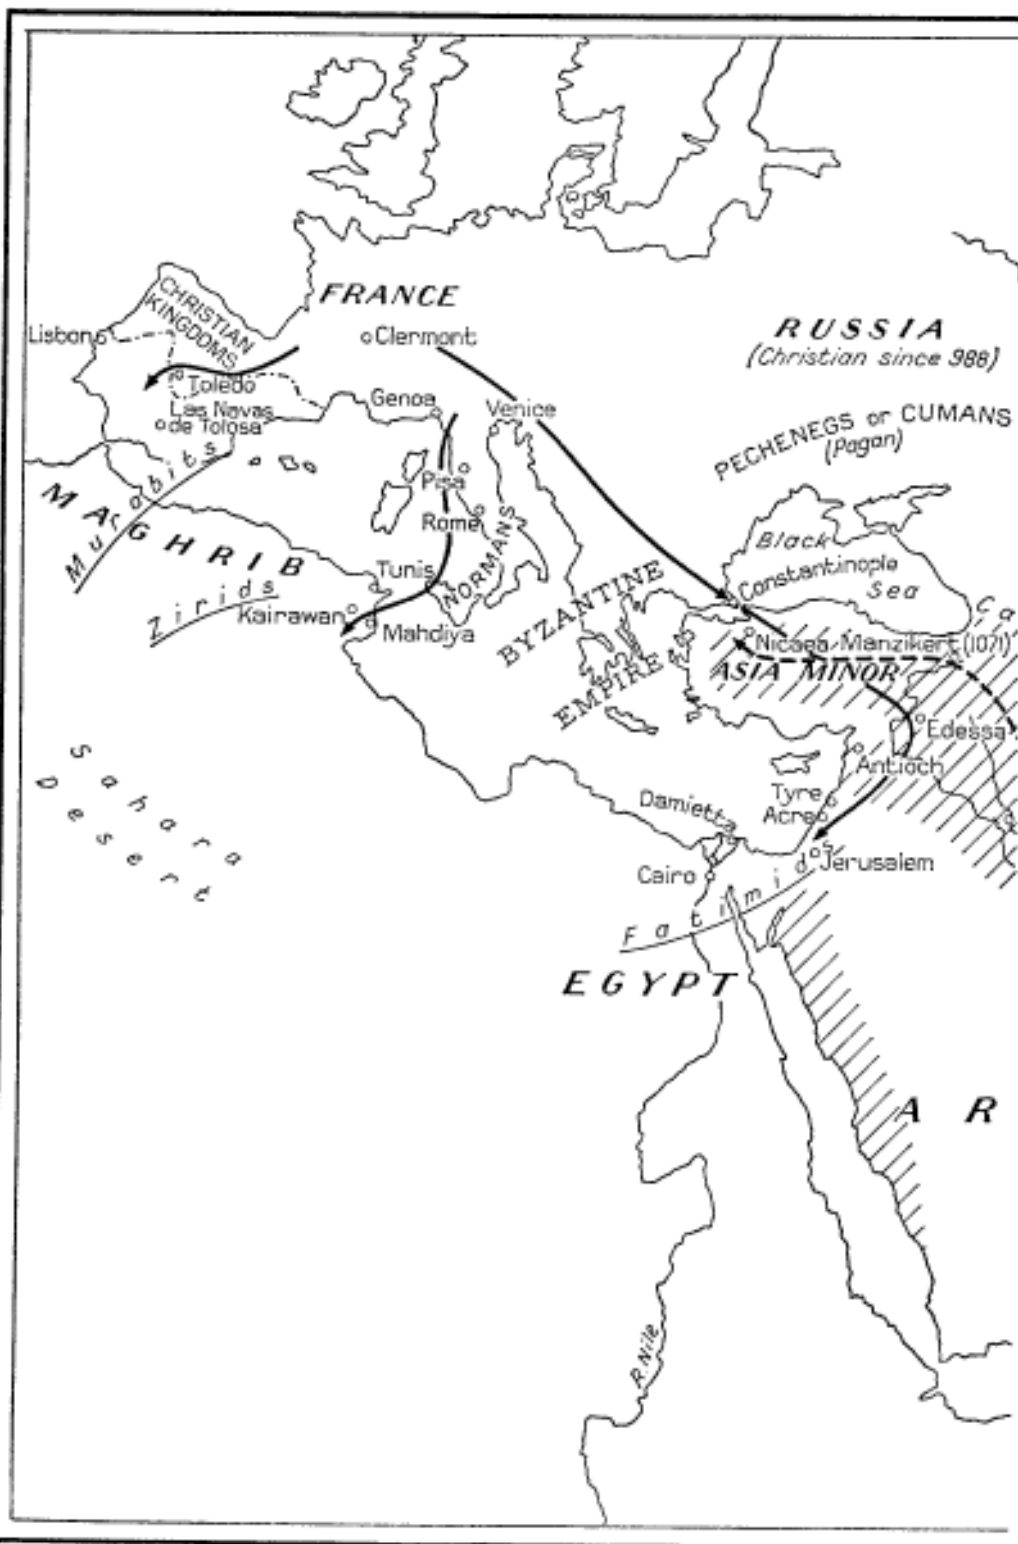 FRANCE
CHRISTIAN
KINGDOMS
Lisbon
Clermont
RUSSIA
(Christian since 988)
Toledo
Genoa
Venice
Las Navas
de Tolosa
PECHENEGS or CUMANS
(Pagan)
Murabits
Pisa
MAGHRIB
Rome
NORMANS
Black
Sea
Constantinople
Tunis
Zirids
Kairawan
Mahdiya
BYZANTINE
EMPIRE
Ca
Nicaea
Manzikert (1071)
ASIA MINOR
Edessa
Antioch
Sahara
Desert
Tyre
Acre
Damietta
Jerusalem
Cairo
Fatimids
EGYPT
AR
R. Nile